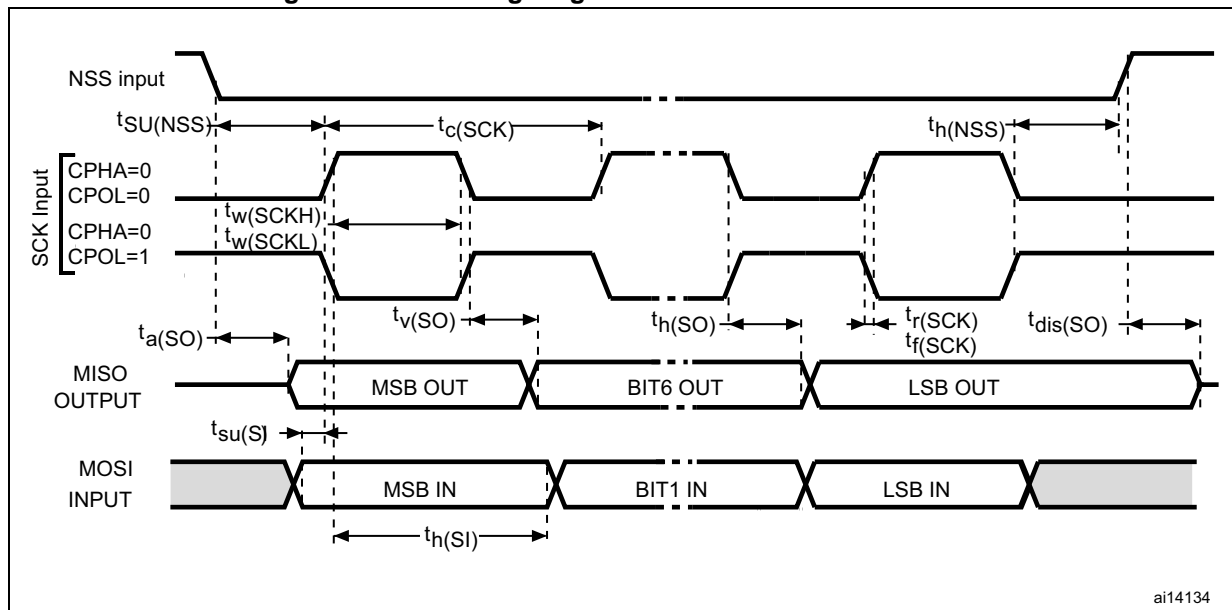 NSS input
tSU(NSS)
tc(SCK)
th(NSS)
SCK Input
CPHA=0
CPOL=0
CPHA=0
CPOL=1
tw(SCKH)
tw(SCKL)
ta(SO)
tv(SO)
th(SO)
tr(SCK)
tf(SCK)
tdis(SO)
MISO
OUTPUT
MSB OUT
BIT6 OUT
LSB OUT
tsu(SI)
MOSI
INPUT
MSB IN
BIT1 IN
LSB IN
th(SI)
ai14134